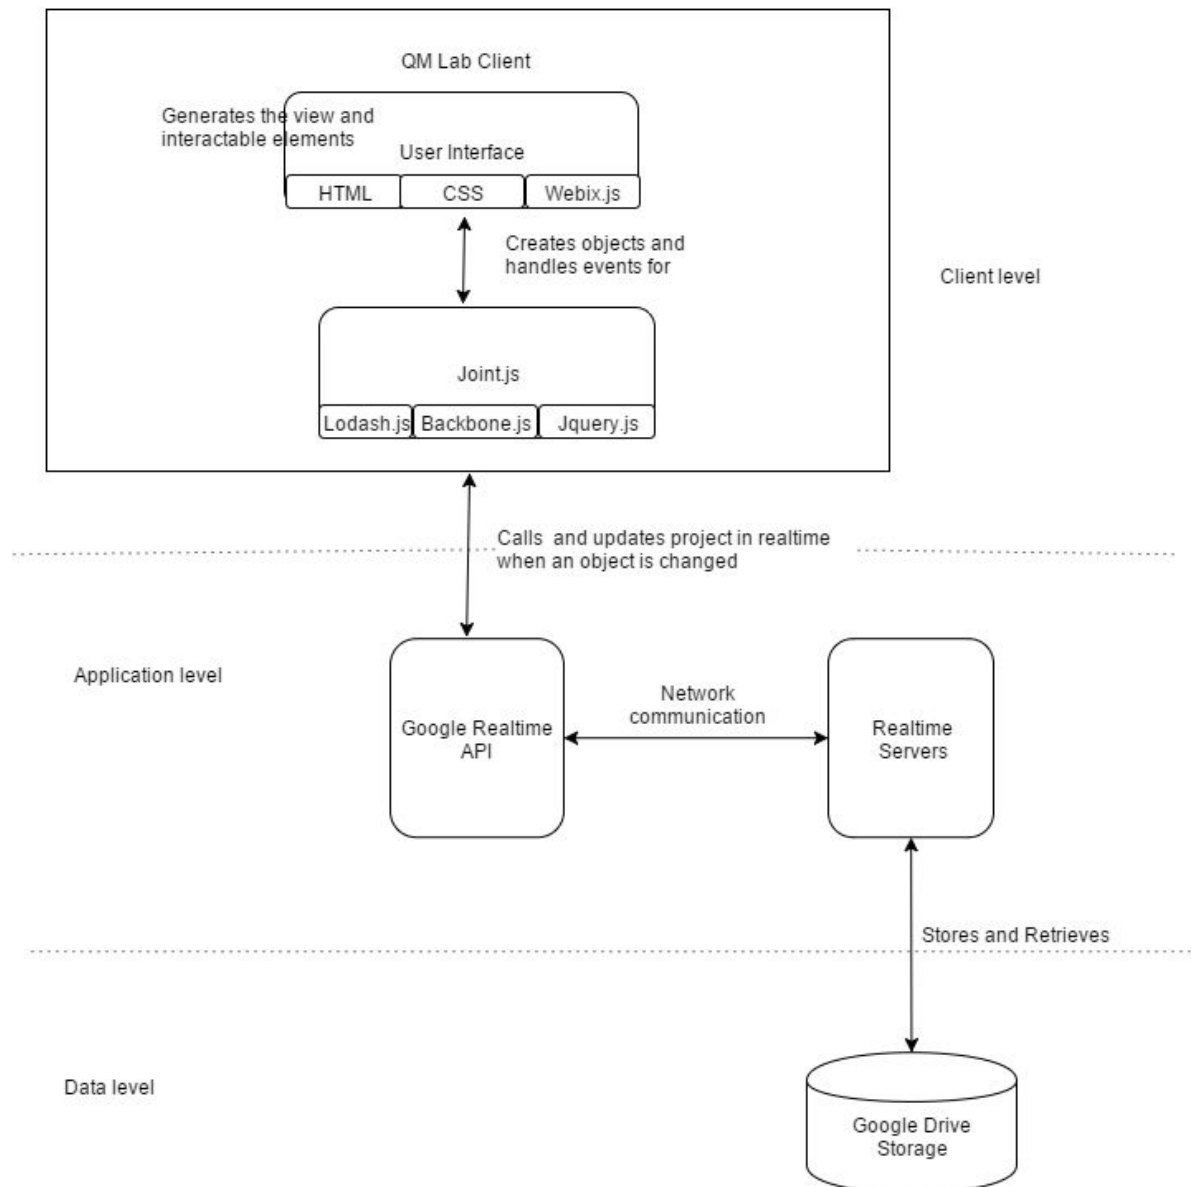 QM Lab Client
Generates the view and
interactable elements
User Interface
HTML
CSS
Webix.js
Creates objects and
handles events for
Client level
Joint.js
Lodash.js
Backbone.js
Jquery.js
Calls and updates project in realtime
when an object is changed
Application level
Google Realtime
API
Network
communication
Realtime
Servers
Stores and Retrieves
Data level
Google Drive
Storage